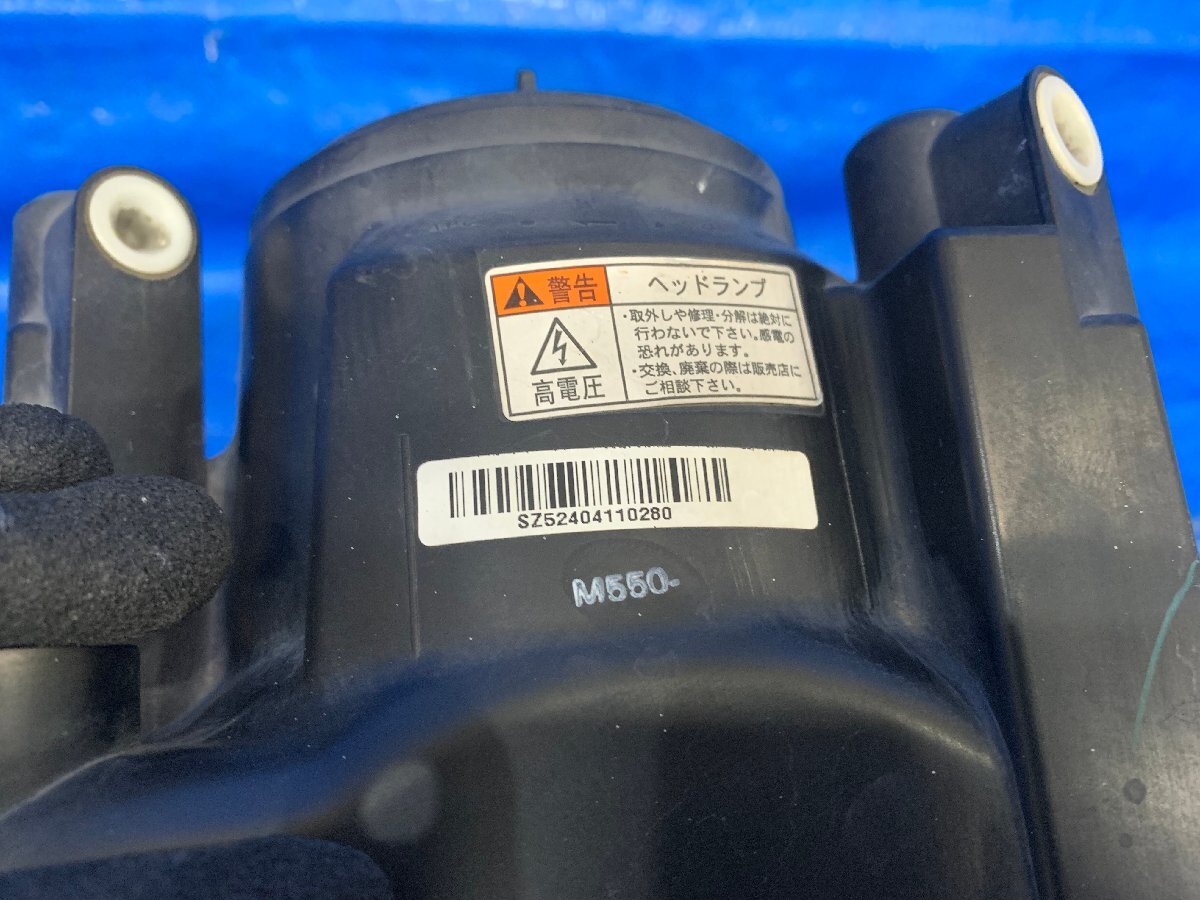 警告
ヘッドランプ
・取外しや修理・分解は絶対に
行わないで下さい。感電の
恐れがあります。
・交換、廃棄の際は販売店に
ご相談下さい。
高電圧
SZ52404110280
M550-